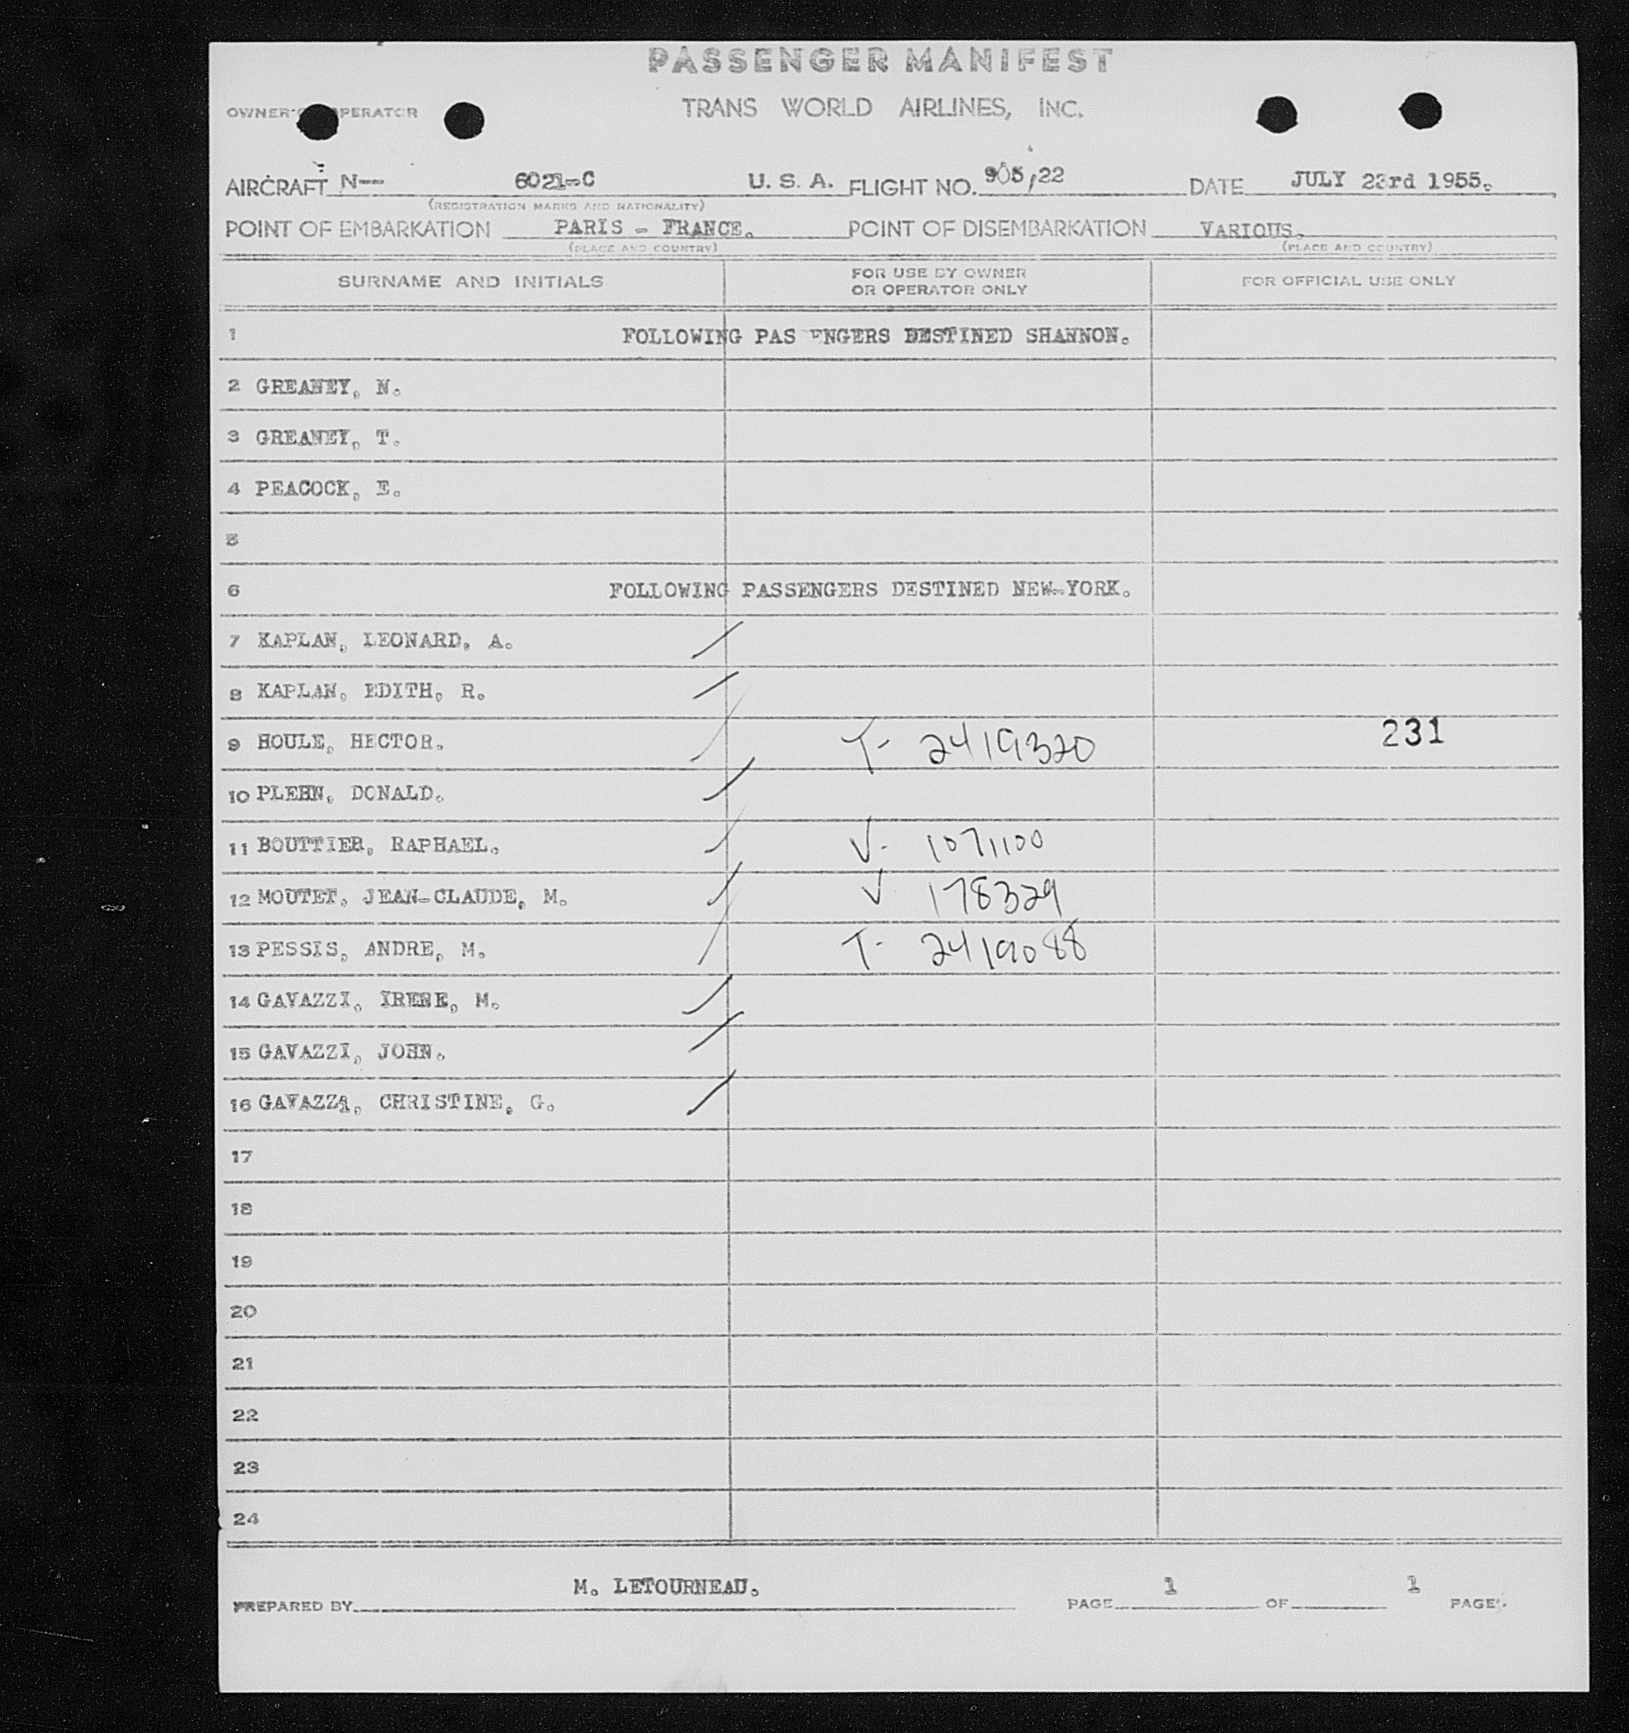 PASSENGER MANIFEST
OWNER OPERATOR TRANS WORLD AIRLINES, INC.
AIRCRAFT N-- 6021-C U. S. A. FLIGHT NO. 905/22 DATE JULY 23rd 1955.
(REGISTRATION MARKS AND NATIONALITY)
POINT OF EMBARKATION PARIS - FRANCE. POINT OF DISEMBARKATION VARIOUS.
(PLACE AND COUNTRY) (PLACE AND COUNTRY)
SURNAME AND INITIALS FOR USE BY OWNER OR OPERATOR ONLY FOR OFFICIAL USE ONLY
1 FOLLOWING PAS ENGERS DESTINED SHANNON.
2 GREANEY, N.
3 GREANEY, T.
4 PEACOCK, E.
5
6 FOLLOWING PASSENGERS DESTINED NEW-YORK.
7 KAPLAN, LEONARD, A.
8 KAPLAN, EDITH, R.
9 HOULE, HECTOR. T- 2419320 231
10 PLEHN, DONALD.
11 BOUTTIER, RAPHAEL. V- 1071100
12 MOUTET, JEAN-CLAUDE, M. V 178329
13 PESSIS, ANDRE, M. T- 2419088
14 GAVAZZI, IRENE, M.
15 GAVAZZI, JOHN.
16 GAVAZZI, CHRISTINE, G.
17
18
19
20
21
22
23
24
PREPARED BY M. LETOURNEAU. PAGE 1 OF 1 PAGE.